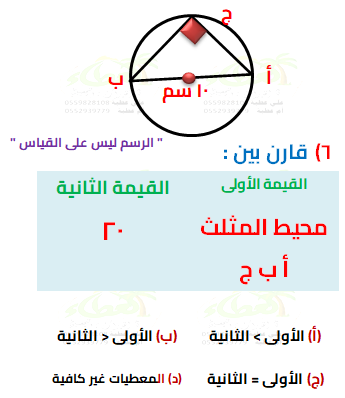 ج
أ
ب
١٠ سم
" الرسم ليس على القياس "
٦) قارن بين :
القيمة الأولى
القيمة الثانية
محيط المثلث
أ ب ج
٢٠
(أ) الأولى > الثانية
(ب) الأولى < الثانية
(ج) الأولى = الثانية
(د) المعطيات غير كافية